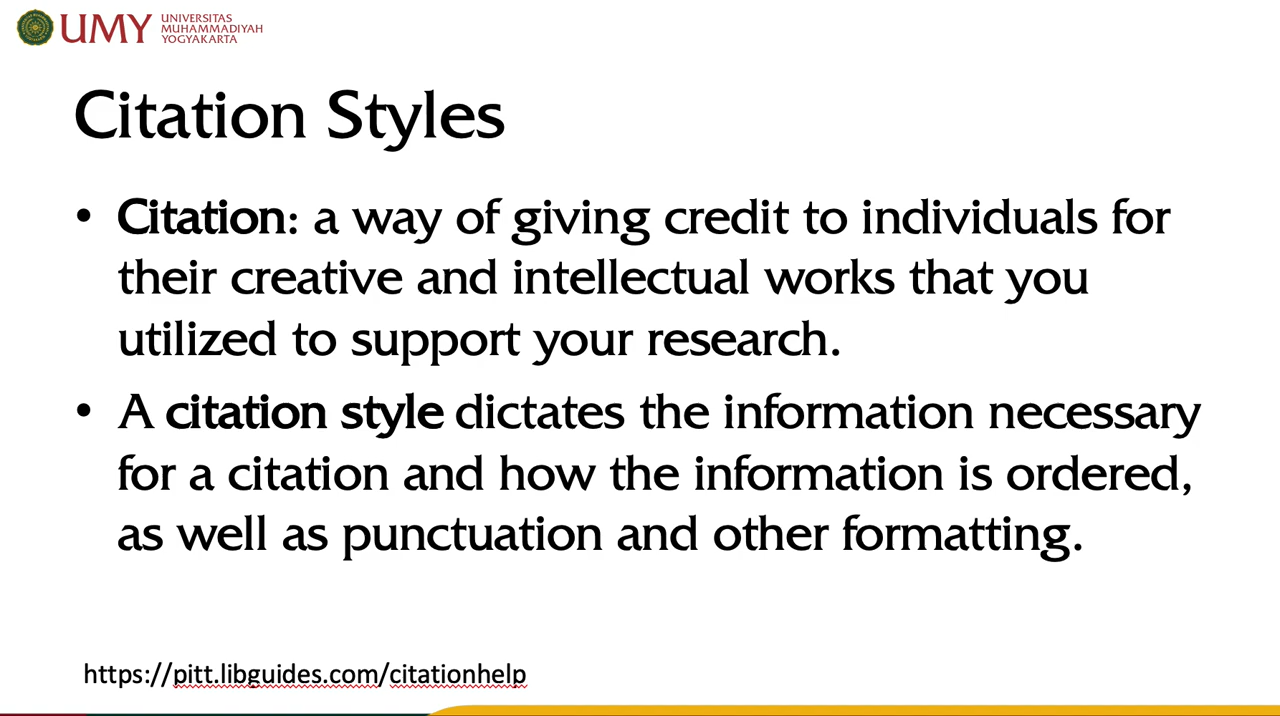 UMY
UNIVERSITAS
MUHAMMADIYAH
YOGYAKARTA
Citation Styles
• Citation: a way of giving credit to individuals for
their creative and intellectual works that you
utilized to support your research.
• A citation style dictates the information necessary
for a citation and how the information is ordered,
as well as punctuation and other formatting.
https://pitt.libguides.com/citationhelp